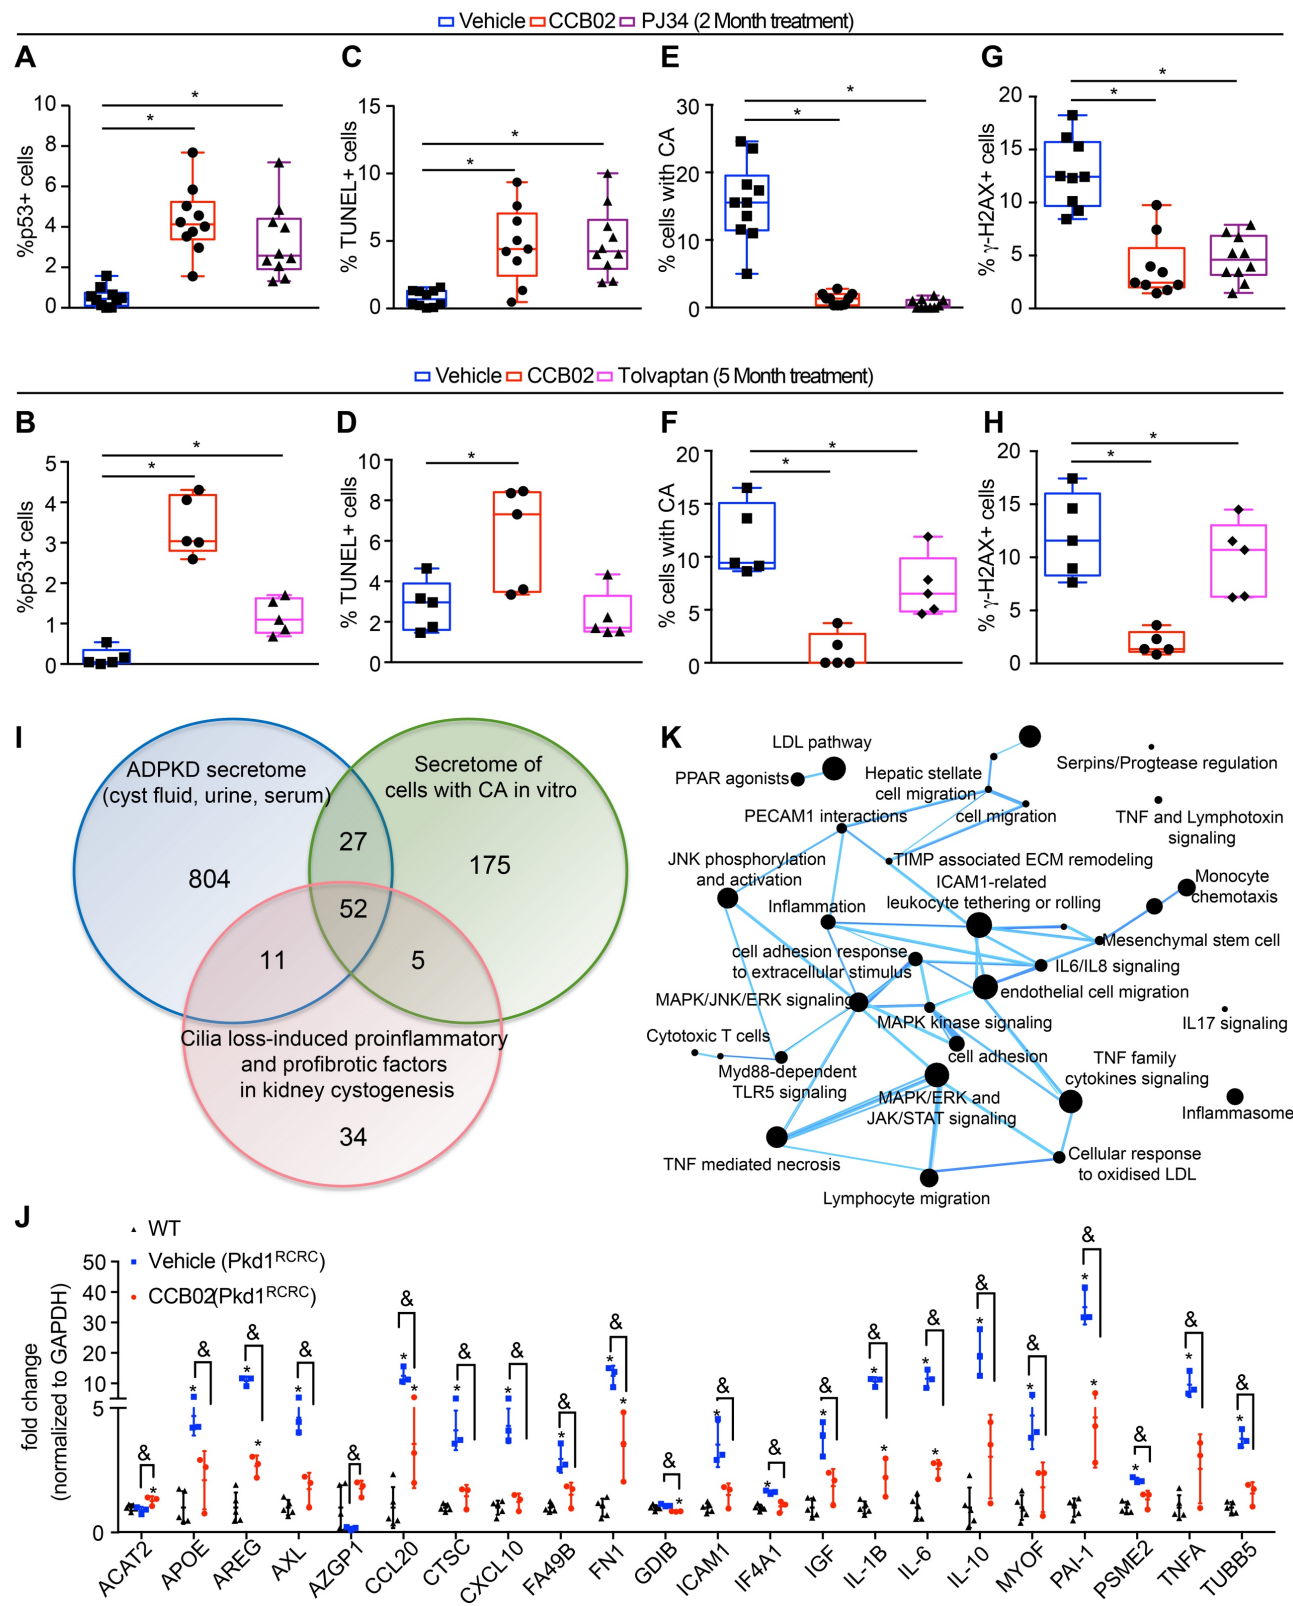 Vehicle CCB02 PJ34 (2 Month treatment)
A
C
E
G
%p53+ cells
10
8
6
4
2
0
* *
% TUNEL+ cells
15
10
5
0
* *
% cells with CA
30
20
10
0
* *
% γ-H2AX+ cells
20
15
10
5
0
* *
Vehicle CCB02 Tolvaptan (5 Month treatment)
B
D
F
H
%p53+ cells
5
4
3
2
1
0
* *
% TUNEL+ cells
10
8
6
4
2
0
*
% cells with CA
20
15
10
5
0
* *
% γ-H2AX+ cells
20
15
10
5
0
* *
I
ADPKD secretome
(cyst fluid, urine, serum)
Secretome of
cells with CA in vitro
27
804
175
52
11
5
Cilia loss-induced proinflammatory
and profibrotic factors
in kidney cystogenesis
34
K
LDL pathway
PPAR agonists
Hepatic stellate
cell migration
Serpins/Progtease regulation
PECAM1 interactions
cell migration
TNF and Lymphotoxin
signaling
JNK phosphorylation
and activation
TIMP associated ECM remodeling
ICAM1-related
leukocyte tethering or rolling
Monocyte
chemotaxis
Inflammation
Mesenchymal stem cell
cell adhesion response
to extracellular stimulus
IL6/IL8 signaling
MAPK/JNK/ERK signaling
endothelial cell migration
MAPK kinase signaling
IL17 signaling
Cytotoxic T cells
cell adhesion
Myd88-dependent
TLR5 signaling
TNF family
cytokines signaling
MAPK/ERK and
JAK/STAT signaling
Inflammasome
TNF mediated necrosis
Cellular response
to oxidised LDL
Lymphocyte migration
J
WT
Vehicle (Pkd1RCRC)
CCB02(Pkd1RCRC)
fold change
(normalized to GAPDH)
50
40
30
20
10
5
0
& & & & & & & & & & & & & & & & & & & & & &
* * * * * * * * * * * * * * * * * * * * * * * * * *
ACAT2
APOE
AREG
AXL
AZGP1
CCL20
CTSC
CXCL10
FA49B
FN1
GDIB
ICAM1
IF4A1
IGF
IL-1B
IL-6
IL-10
MYOF
PAI-1
PSME2
TNFA
TUBB5